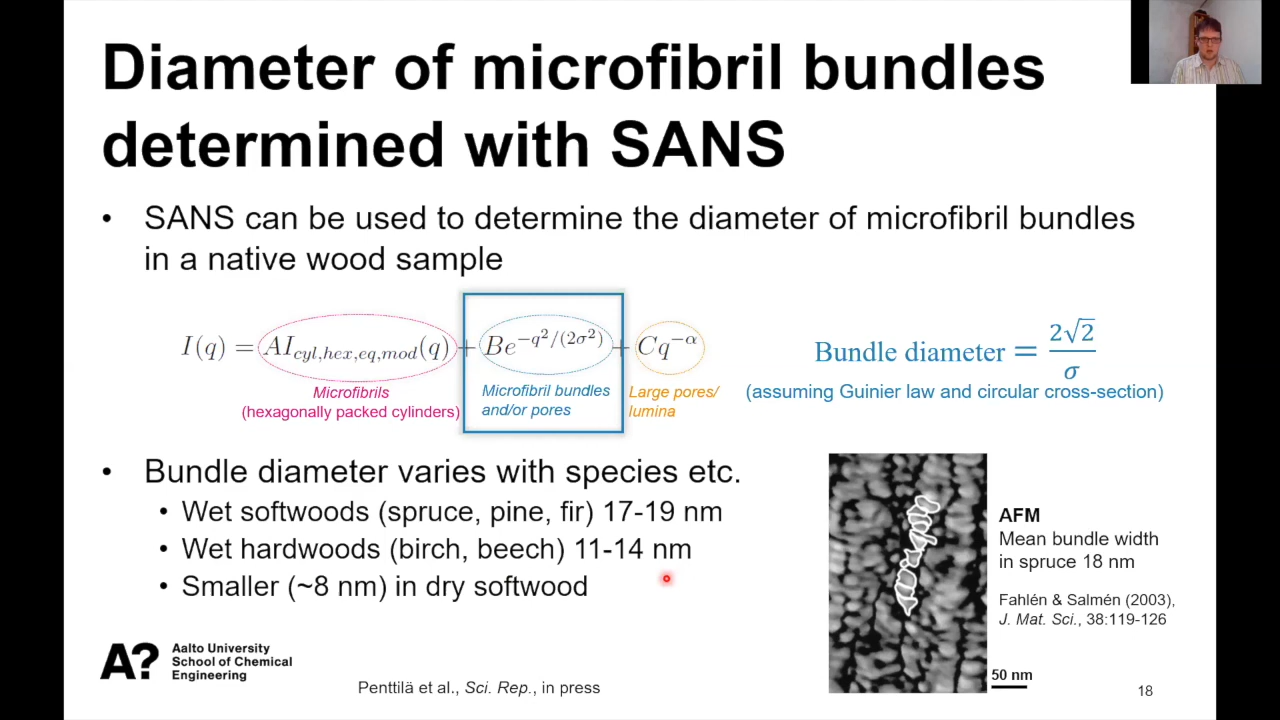 Diameter of microfibril bundles
determined with SANS
• SANS can be used to determine the diameter of microfibril bundles
in a native wood sample
I(q) = AI_{cyl,hex,eq,mod}(q) + Be^{-q^2/(2σ^2)} + Cq^{-α}
Microfibrils
(hexagonally packed cylinders)
Microfibril bundles
and/or pores
Large pores/
lumina
Bundle diameter = 2√2/σ
(assuming Guinier law and circular cross-section)
• Bundle diameter varies with species etc.
• Wet softwoods (spruce, pine, fir) 17-19 nm
• Wet hardwoods (birch, beech) 11-14 nm
• Smaller (~8 nm) in dry softwood
AFM
Mean bundle width
in spruce 18 nm
Fahlén & Salmén (2003),
J. Mat. Sci., 38:119-126
50 nm
A?
Aalto University
School of Chemical
Engineering
Penttilä et al., Sci. Rep., in press
18